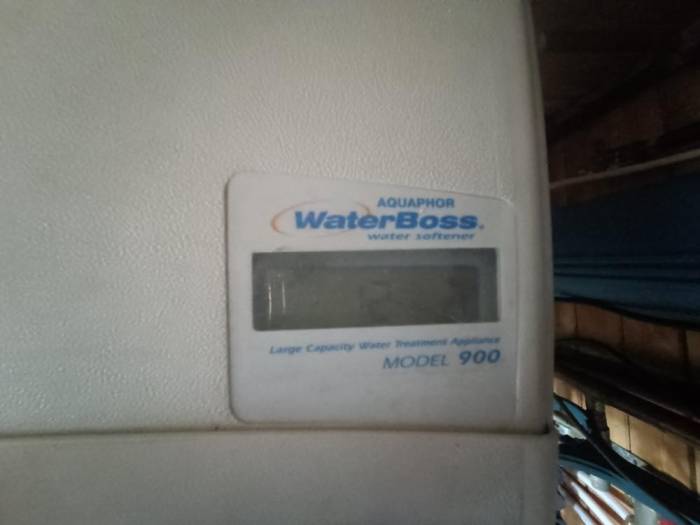 AQUAPHOR
WaterBoss.
water softener
Large Capacity Water Treatment Appliance
MODEL 900